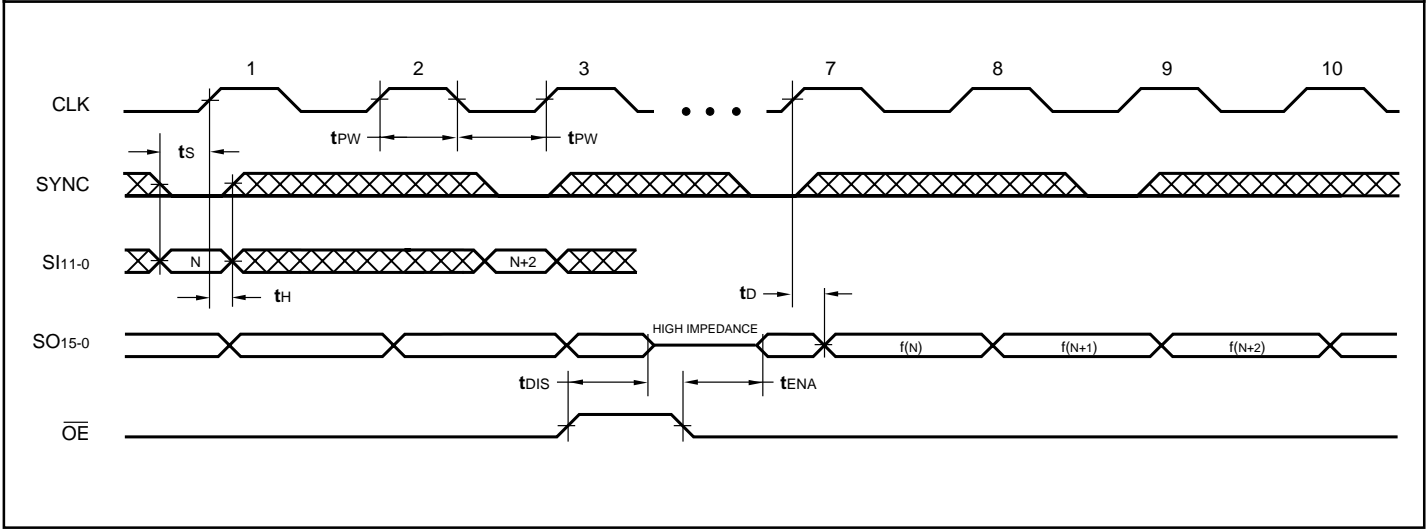 1 2 3 7 8 9 10
CLK
tPW tPW
tS
SYNC
SI11-0 N N+2
tH
tD
HIGH IMPEDANCE
SO15-0 f(N) f(N+1) f(N+2)
tDIS tENA
OE